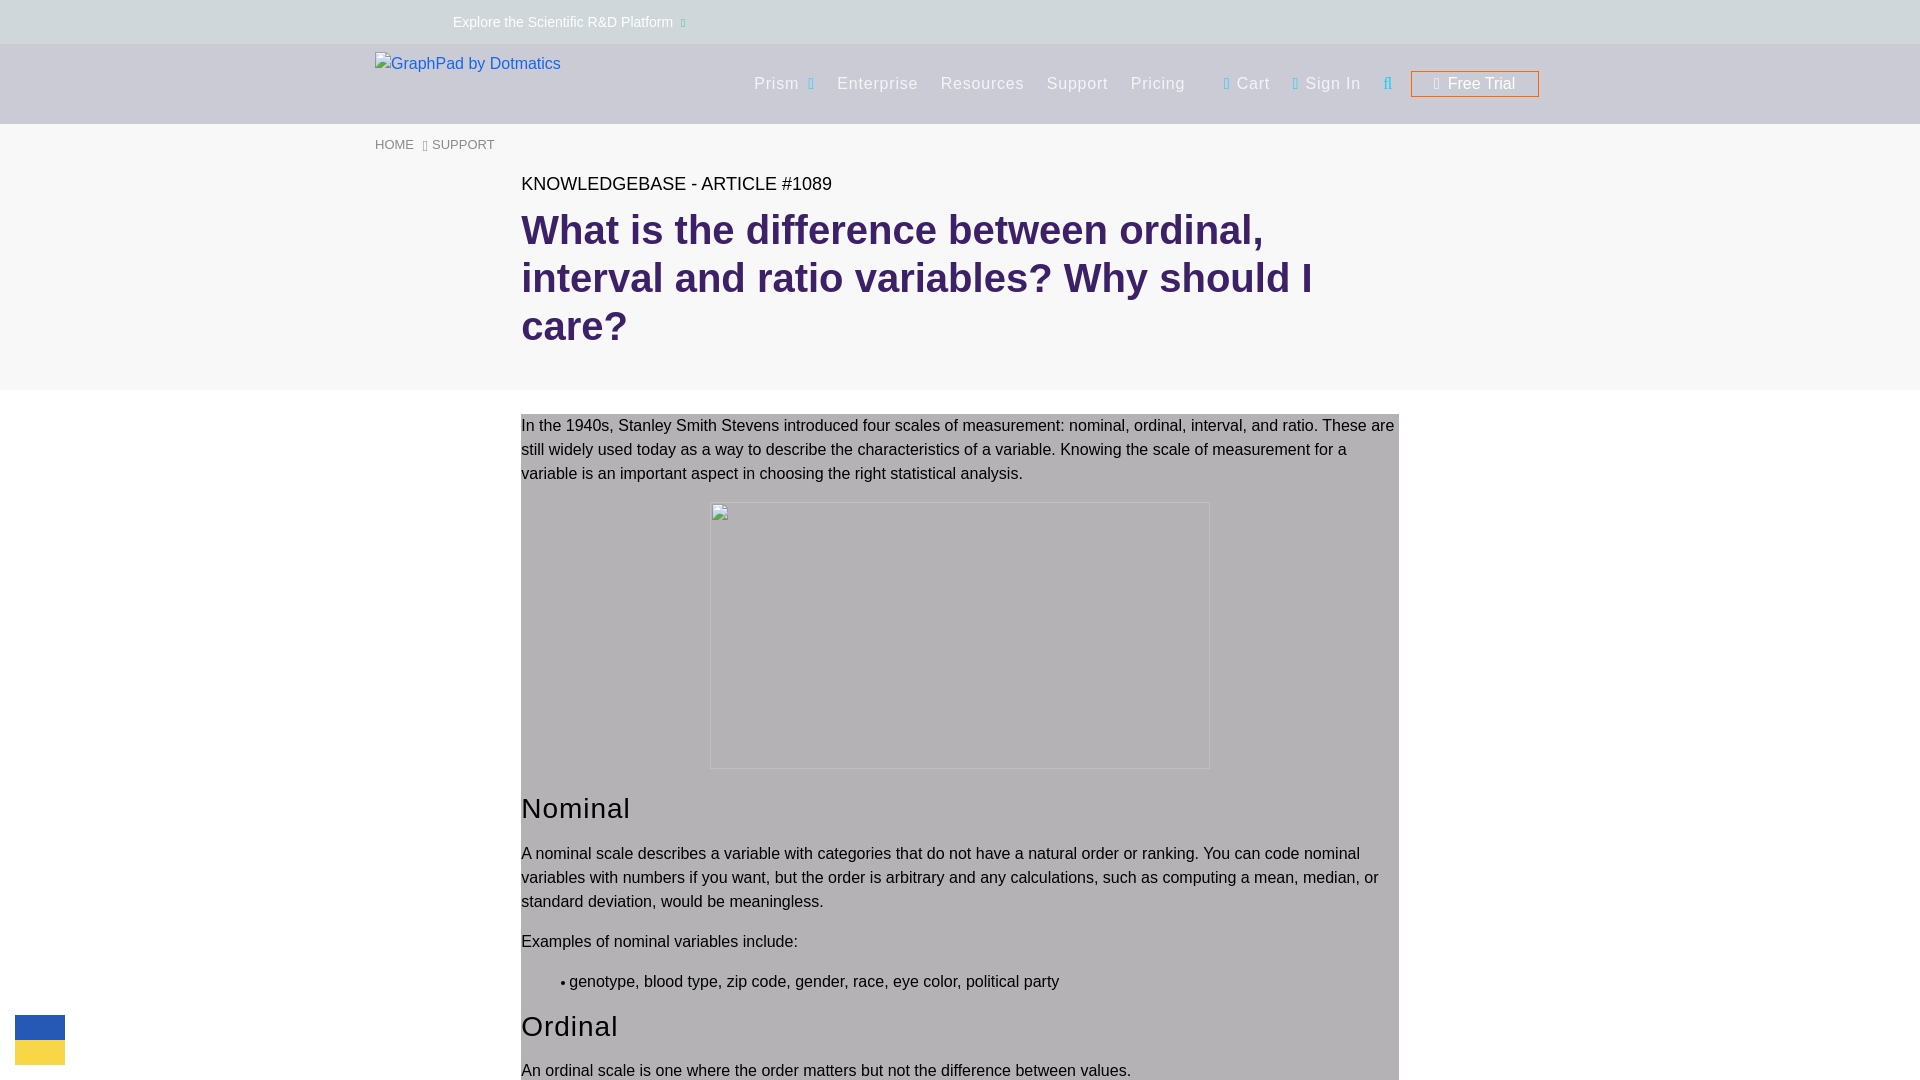 Explore the Scientific R&D Platform
GraphPad by Dotmatics
Prism Enterprise Resources Support Pricing Cart Sign In Free Trial
HOME SUPPORT
KNOWLEDGEBASE - ARTICLE #1089
What is the difference between ordinal,
interval and ratio variables? Why should I
care?
In the 1940s, Stanley Smith Stevens introduced four scales of measurement: nominal, ordinal, interval, and ratio. These are
still widely used today as a way to describe the characteristics of a variable. Knowing the scale of measurement for a
variable is an important aspect in choosing the right statistical analysis.
Nominal
A nominal scale describes a variable with categories that do not have a natural order or ranking. You can code nominal
variables with numbers if you want, but the order is arbitrary and any calculations, such as computing a mean, median, or
standard deviation, would be meaningless.
Examples of nominal variables include:
• genotype, blood type, zip code, gender, race, eye color, political party
Ordinal
An ordinal scale is one where the order matters but not the difference between values.